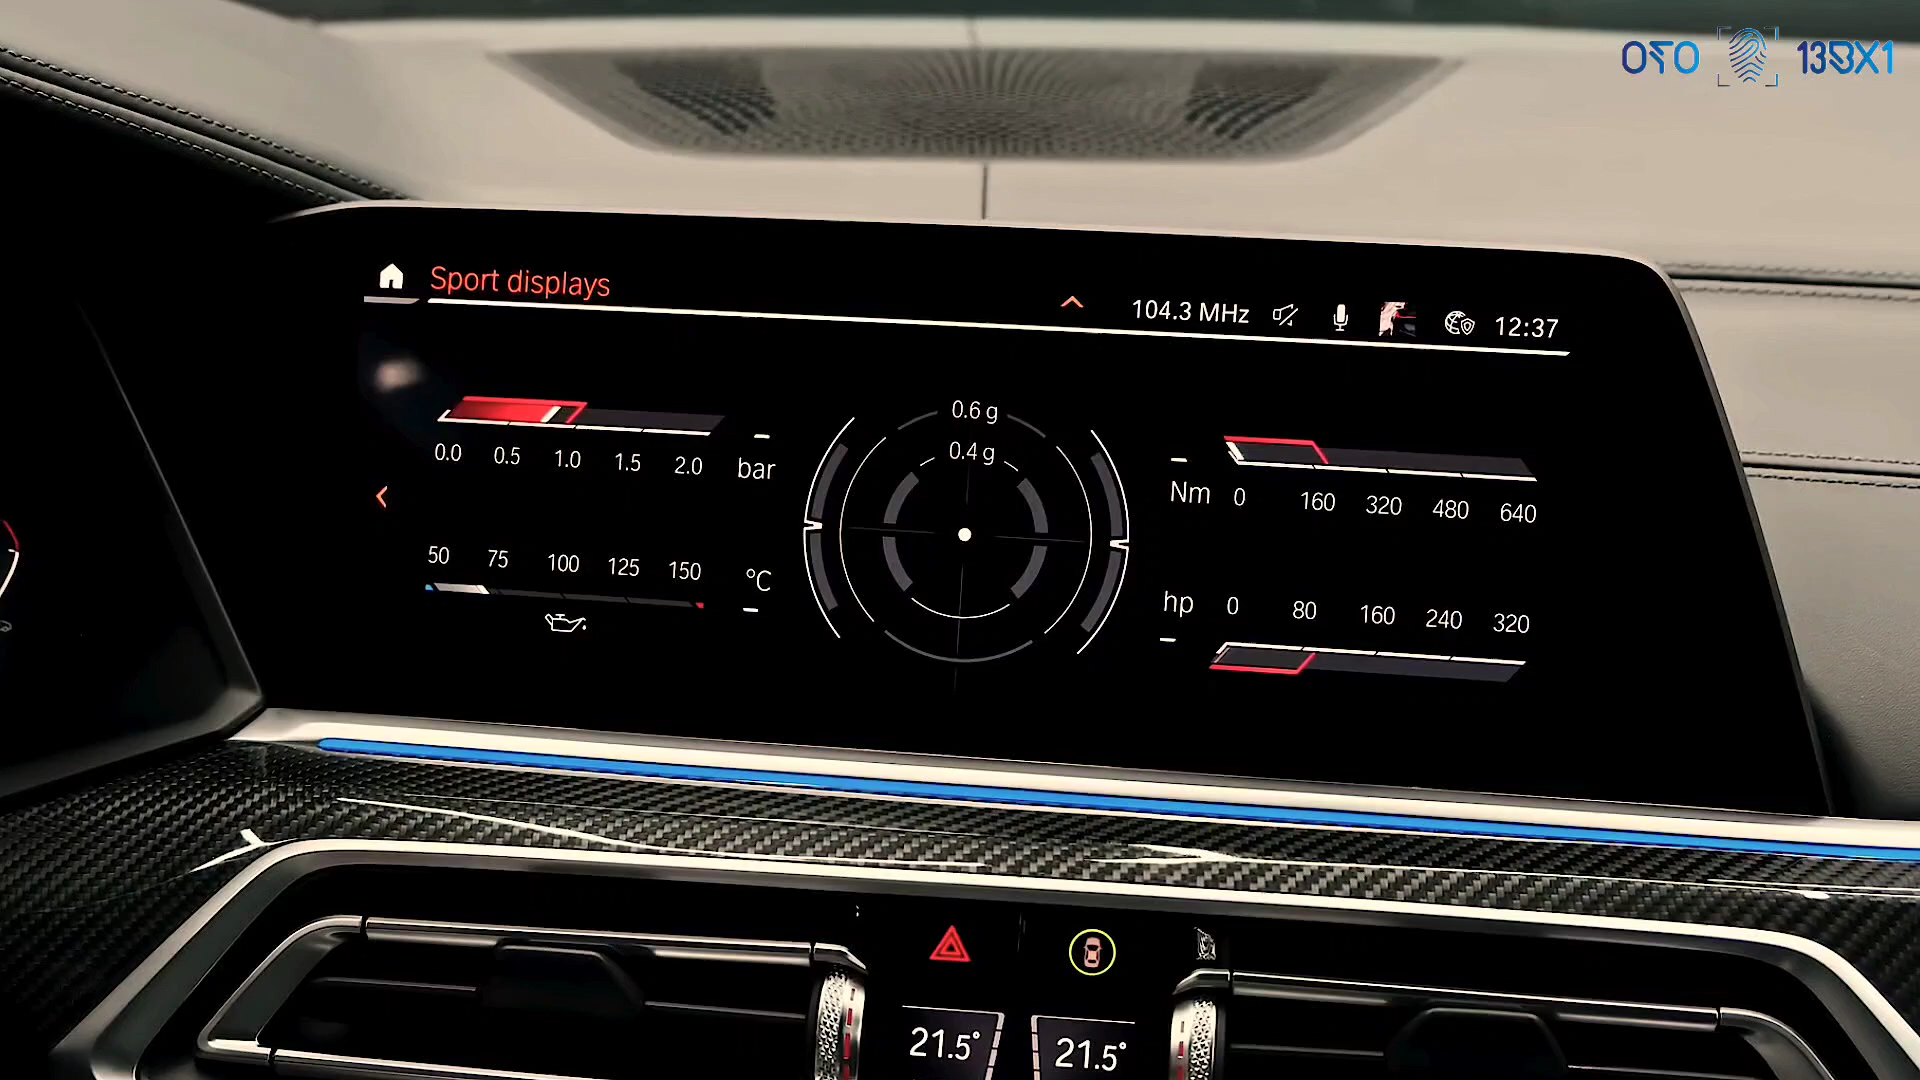 Sport displays
104.3 MHz 12:37
0.0 0.5 1.0 1.5 2.0 bar
50 75 100 125 150 °C
0.6 g
0.4 g
Nm 0 160 320 480 640
hp 0 80 160 240 320
21.5° 21.5°